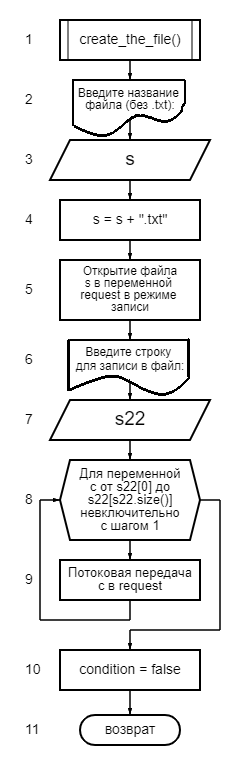 1
create_the_file()
2
Введите название
файла (без .txt):
3
s
4
s = s + ".txt"
5
Открытие файла
s в переменной
request в режиме
записи
6
Введите строку
для записи в файл:
7
s22
8
Для переменной
c от s22[0] до
s22[s22.size()]
невключительно
с шагом 1
9
Потоковая передача
c в request
10
condition = false
11
возврат